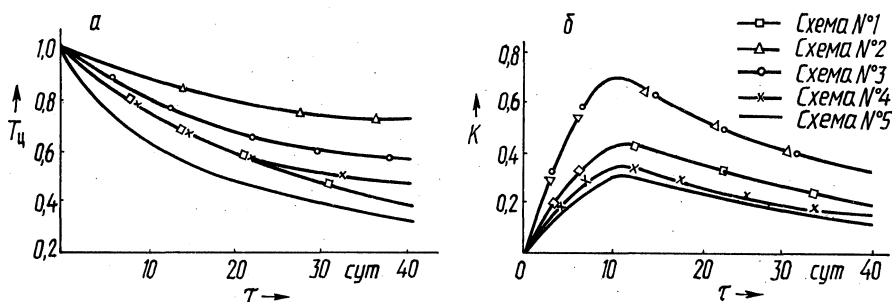 а
1,0
0,8
0,6
0,4
0,2
Tц
10
20
30
сут
40
τ
б
0,8
0,6
0,4
0,2
K
0
10
20
30
сут
40
τ
Схема №1
Схема №2
Схема №3
Схема №4
Схема №5